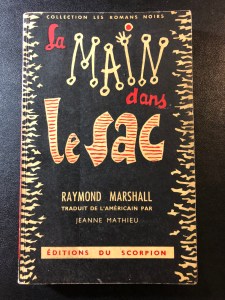 COLLECTION LES ROMANS NOIRS
La MAIN
dans
le sac
RAYMOND MARSHALL
TRADUIT DE L'AMÉRICAIN PAR
JEANNE MATHIEU
ÉDITIONS DU SCORPION